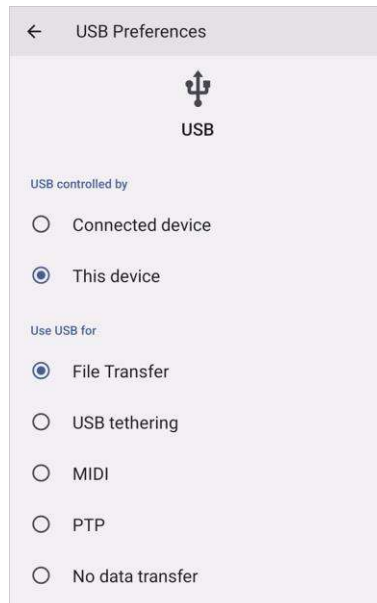 USB Preferences
USB
USB controlled by
Connected device
This device
Use USB for
File Transfer
USB tethering
MIDI
PTP
No data transfer